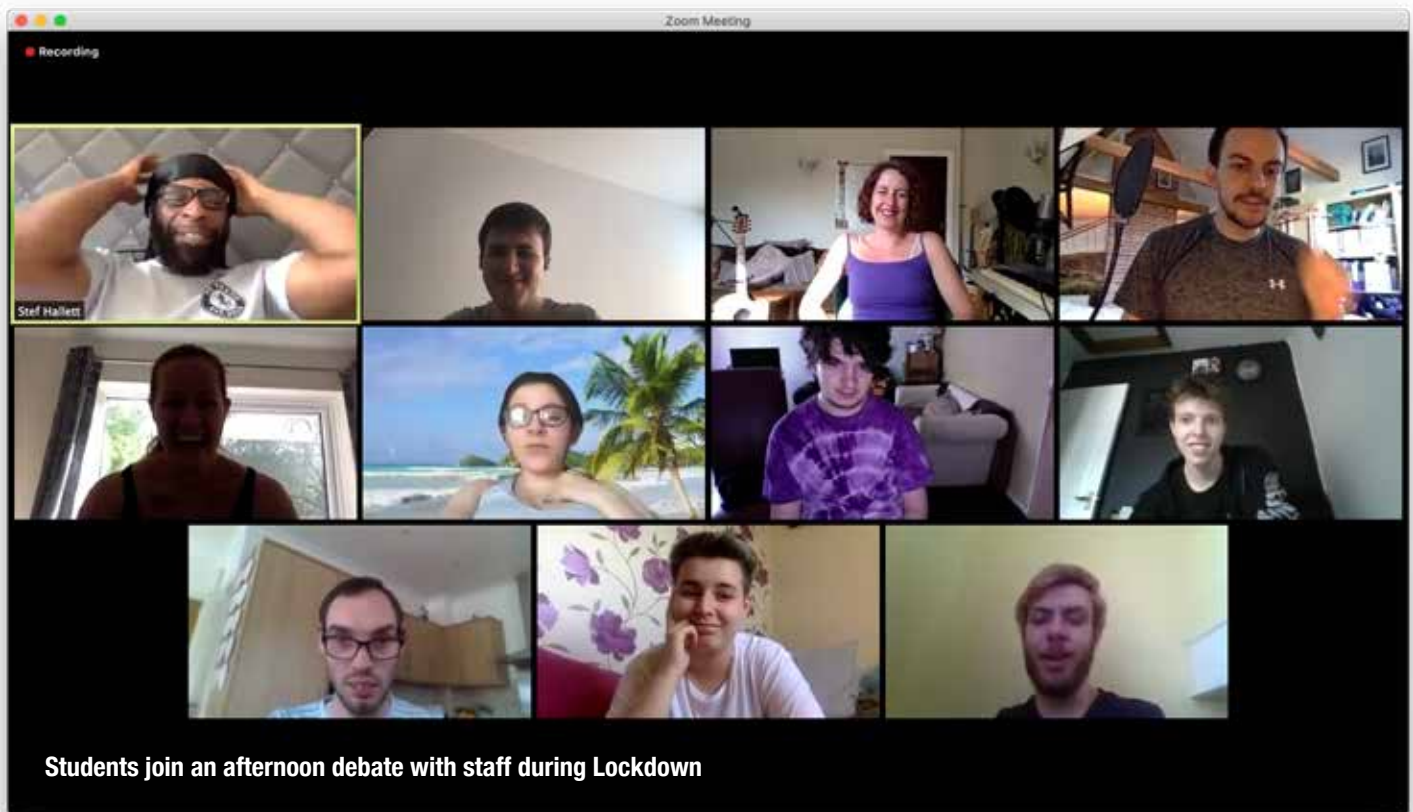 Zoom Meeting
Recording
Stef Hallett
Students join an afternoon debate with staff during Lockdown